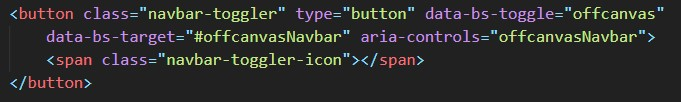 <button class="navbar-toggler" type="button" data-bs-toggle="offcanvas"
data-bs-target="#offcanvasNavbar" aria-controls="offcanvasNavbar">
<span class="navbar-toggler-icon"></span>
</button>